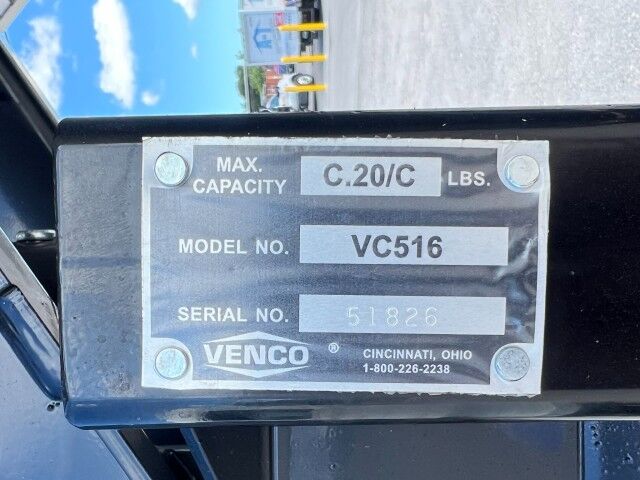 MAX. CAPACITY C.20/C LBS.
MODEL NO. VC516
SERIAL NO. 51826
VENCO ®
CINCINNATI, OHIO
1-800-226-2238